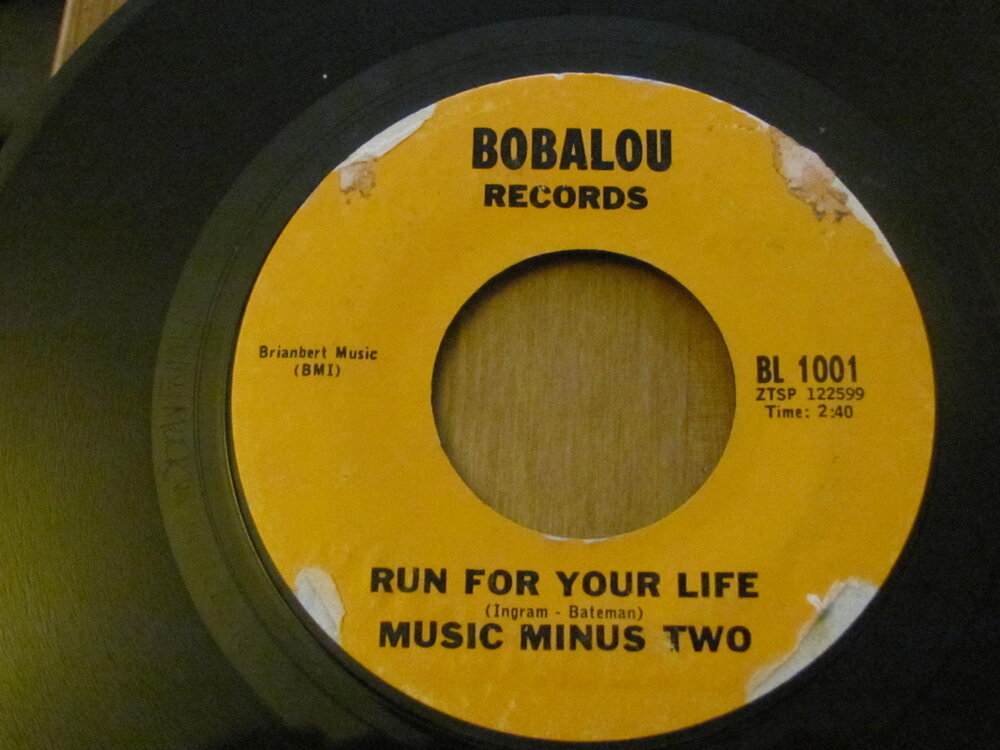 BOBALOU
RECORDS
Brianbert Music
(BMI)
BL 1001
ZTSP 122599
Time: 2:40
RUN FOR YOUR LIFE
(Ingram - Bateman)
MUSIC MINUS TWO